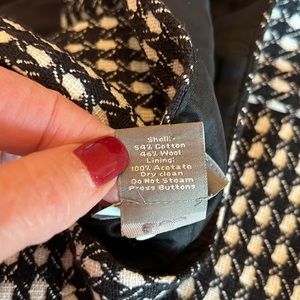 Shell:
54% Cotton
46% Wool
Lining:
100% Acetate
Dry clean
Do Not Steam
Press Buttons